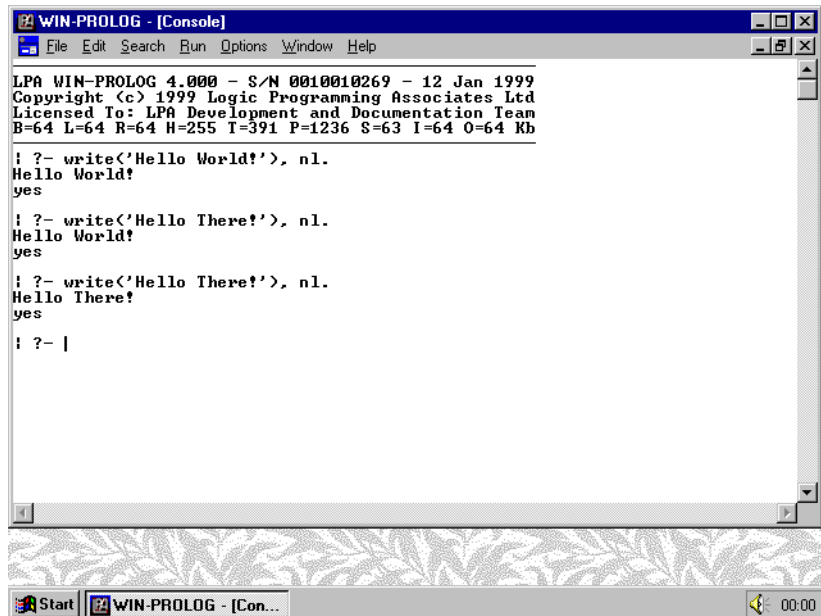 WIN-PROLOG - [Console]
File Edit Search Run Options Window Help
LPA WIN-PROLOG 4.000 - S/N 0010010269 - 12 Jan 1999
Copyright (c) 1999 Logic Programming Associates Ltd
Licensed To: LPA Development and Documentation Team
B=64 L=64 R=64 H=255 T=391 P=1236 S=63 I=64 O=64 Kb
| ?- write('Hello World!'), nl.
Hello World!
yes
| ?- write('Hello There!'), nl.
Hello World!
yes
| ?- write('Hello There!'), nl.
Hello There!
yes
| ?- |
Start WIN-PROLOG - [Con... 00:00